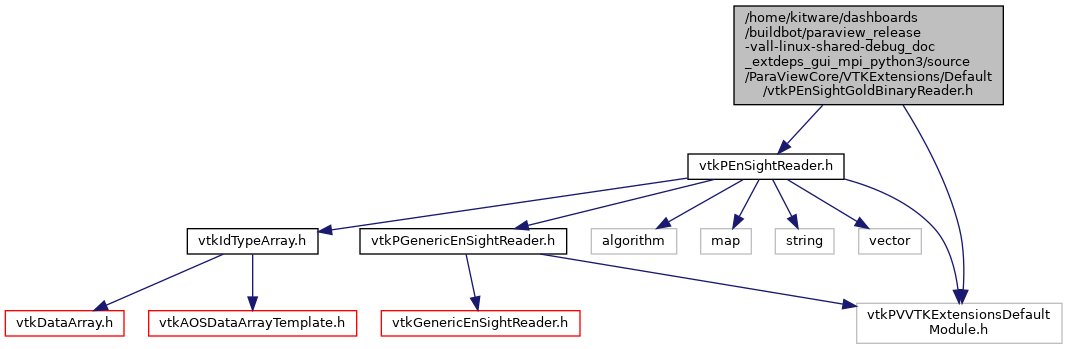 /home/kitware/dashboards
/buildbot/paraview_release
-vall-linux-shared-debug_doc
_extdeps_gui_mpi_python3/source
/ParaViewCore/VTKExtensions/Default
/vtkPEnSightGoldBinaryReader.h
vtkPEnSightReader.h
vtkIdTypeArray.h
vtkPGenericEnSightReader.h
algorithm
map
string
vector
vtkDataArray.h
vtkAOSDataArrayTemplate.h
vtkGenericEnSightReader.h
vtkPVVTKExtensionsDefault
Module.h